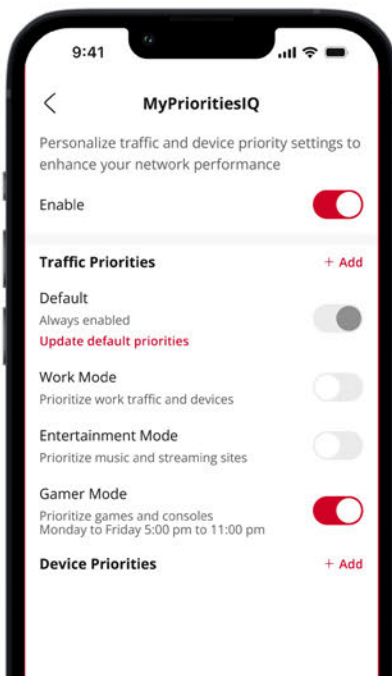 9:41
MyPrioritiesIQ
Personalize traffic and device priority settings to
enhance your network performance
Enable
Traffic Priorities + Add
Default
Always enabled
Update default priorities
Work Mode
Prioritize work traffic and devices
Entertainment Mode
Prioritize music and streaming sites
Gamer Mode
Prioritize games and consoles
Monday to Friday 5:00 pm to 11:00 pm
Device Priorities + Add